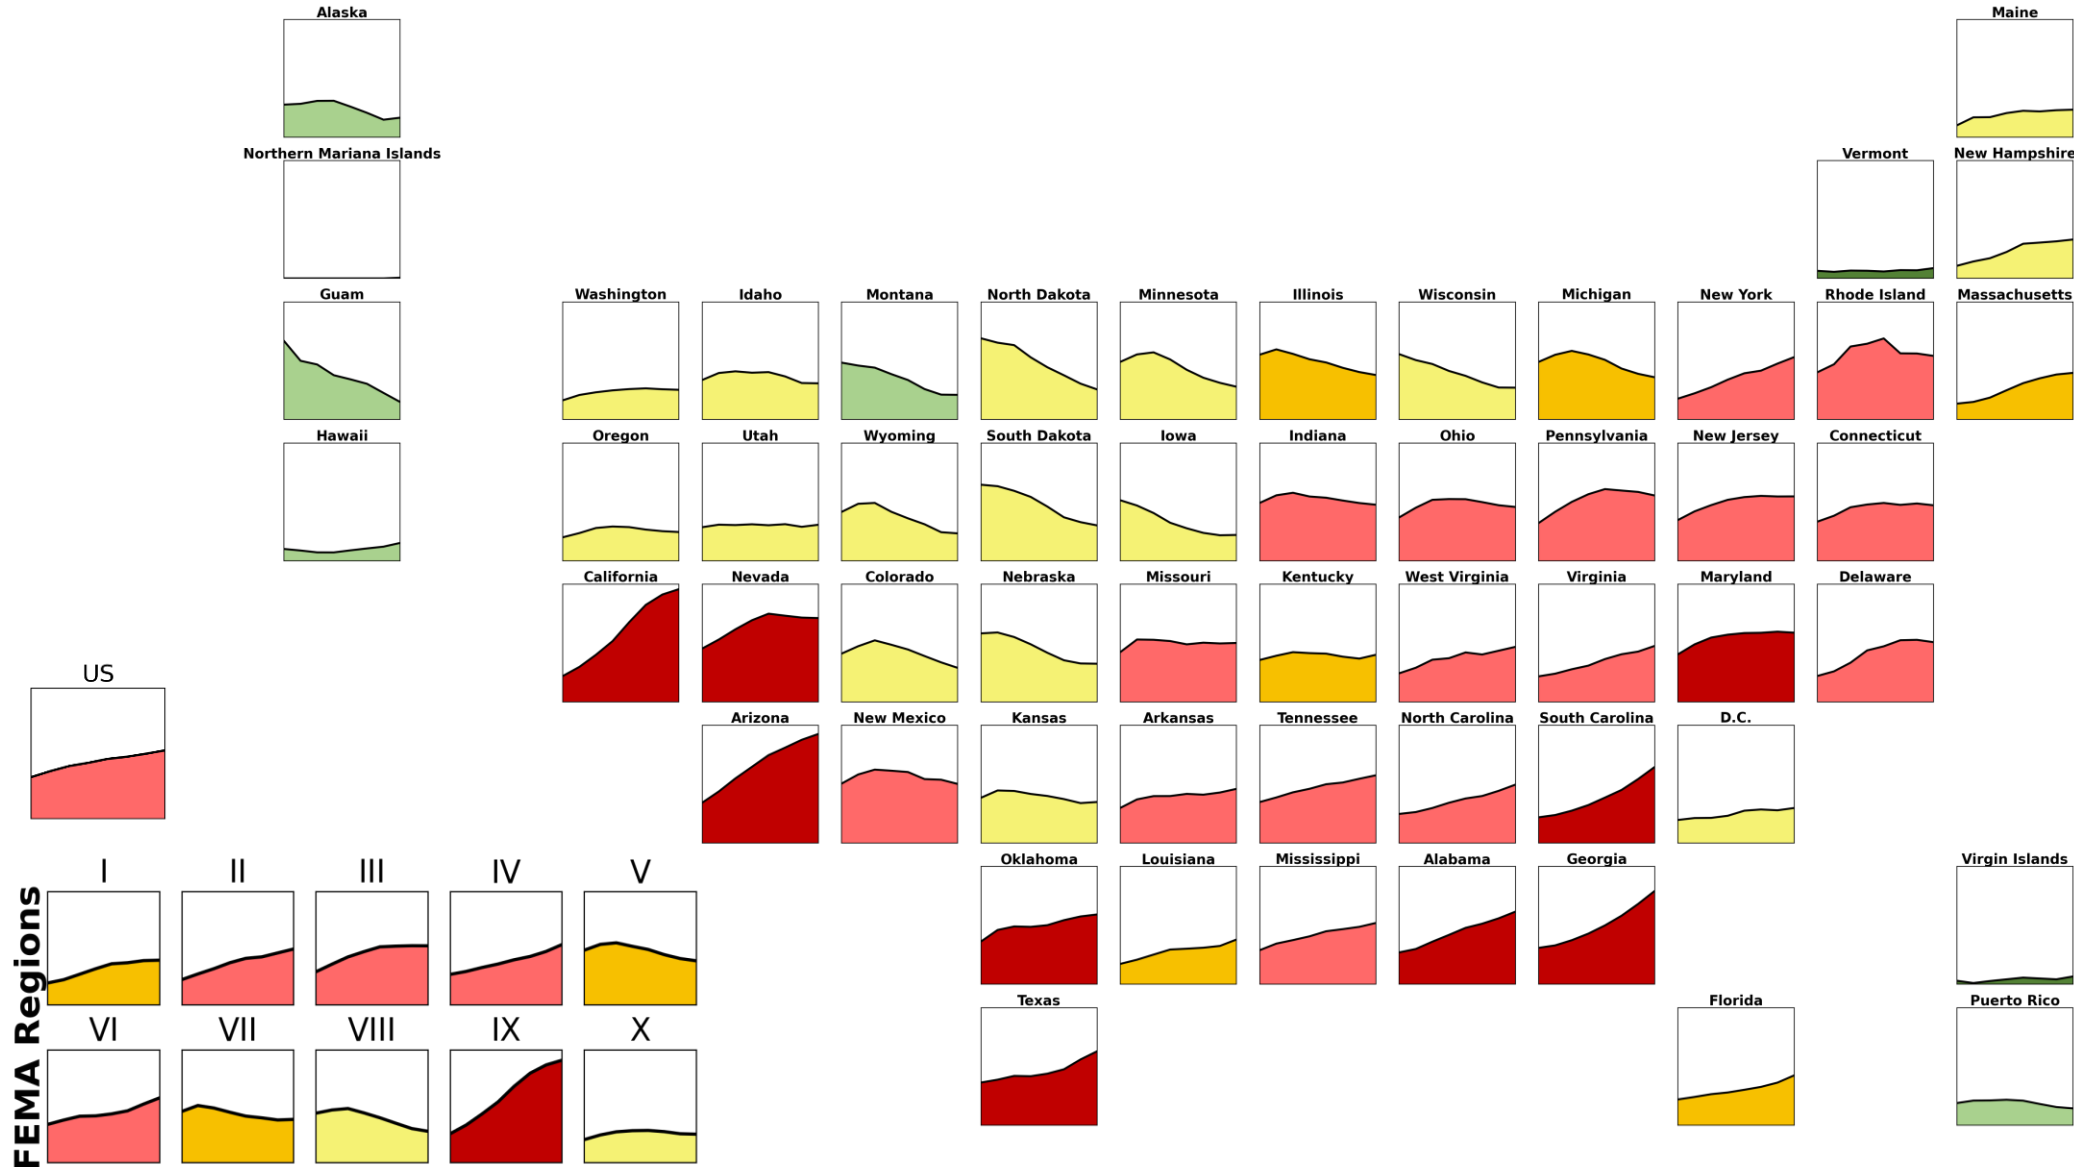 Alaska
Maine
Northern Mariana Islands
Vermont
New Hampshire
Guam
Washington
Idaho
Montana
North Dakota
Minnesota
Illinois
Wisconsin
Michigan
New York
Rhode Island
Massachusetts
Hawaii
Oregon
Utah
Wyoming
South Dakota
Iowa
Indiana
Ohio
Pennsylvania
New Jersey
Connecticut
California
Nevada
Colorado
Nebraska
Missouri
Kentucky
West Virginia
Virginia
Maryland
Delaware
US
Arizona
New Mexico
Kansas
Arkansas
Tennessee
North Carolina
South Carolina
D.C.
Oklahoma
Louisiana
Mississippi
Alabama
Georgia
Virgin Islands
Texas
Florida
Puerto Rico
FEMA Regions
I
II
III
IV
V
VI
VII
VIII
IX
X